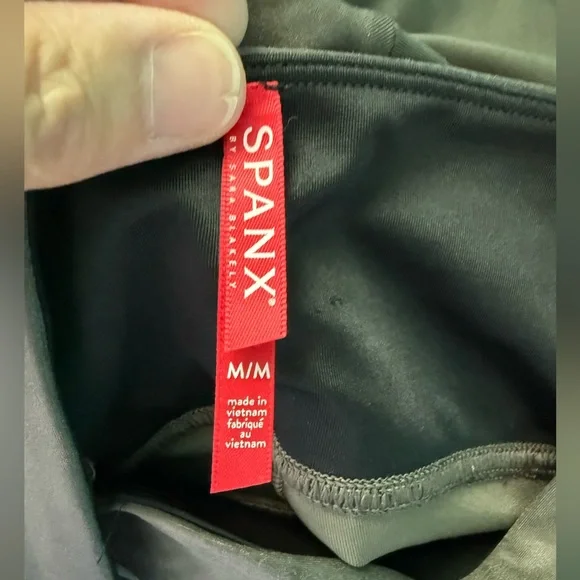 SPANX®
BY SARA BLAKELY
M/M
made in
vietnam
fabriqué
au
vietnam